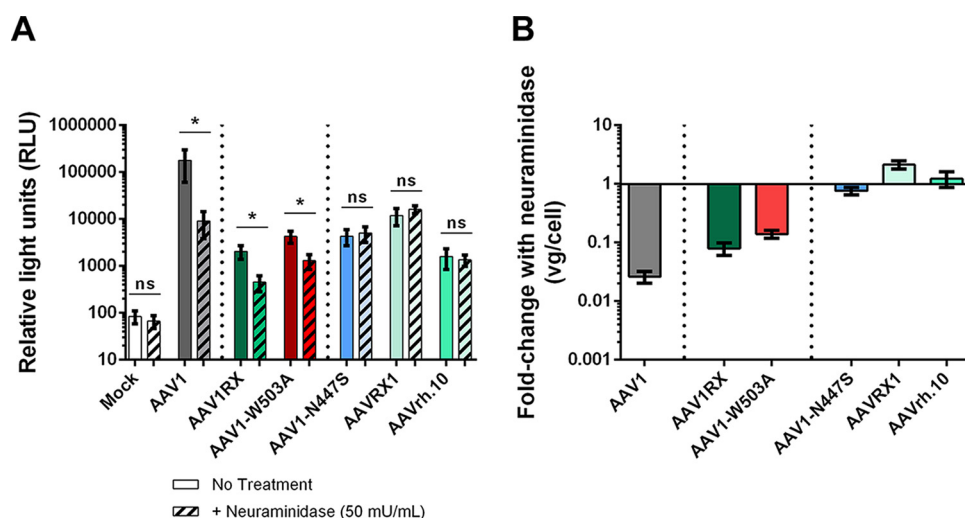 A
B
Relative light units (RLU)
1000000
100000
10000
1000
100
10
ns
*
*
*
ns
ns
ns
Mock
AAV1
AAV1RX
AAV1-W503A
AAV1-N447S
AAVRX1
AAVrh.10
No Treatment
+ Neuraminidase (50 mU/mL)
Fold-change with neuraminidase
(vg/cell)
10
1
0.1
0.01
0.001
AAV1
AAV1RX
AAV1-W503A
AAV1-N447S
AAVRX1
AAVrh.10